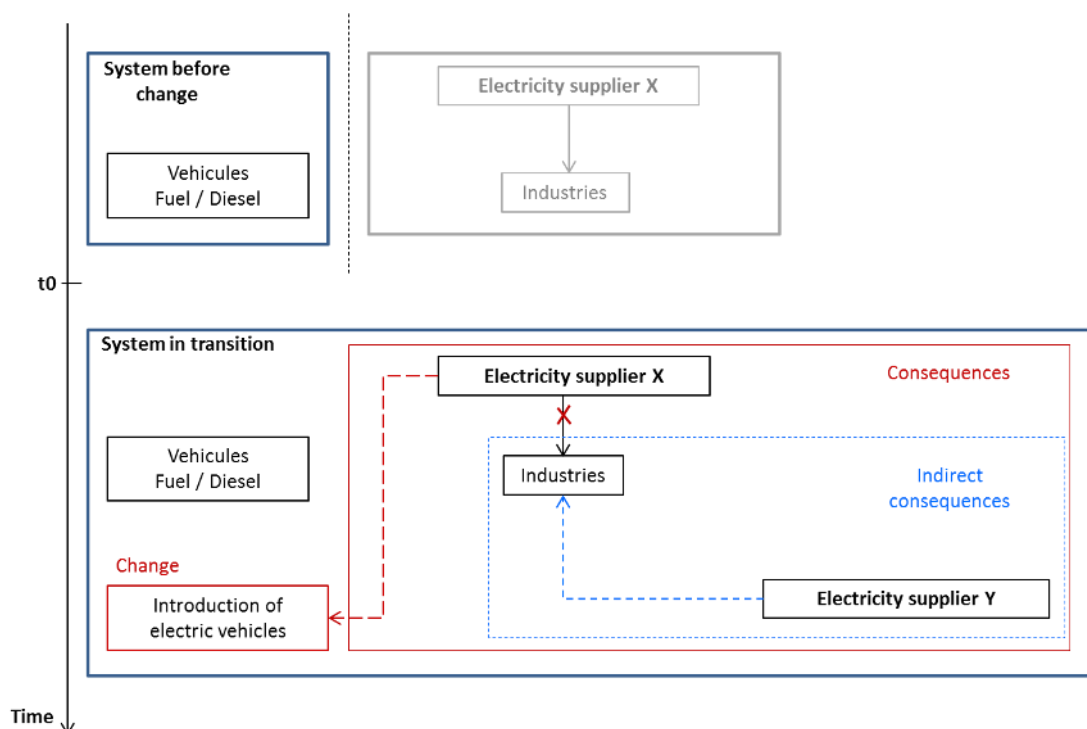 System before
change
Electricity supplier X
Vehicules
Fuel / Diesel
Industries
t0
System in transition
Electricity supplier X
Consequences
X
Vehicules
Fuel / Diesel
Industries
Indirect
consequences
Change
Introduction of
electric vehicles
Electricity supplier Y
Time